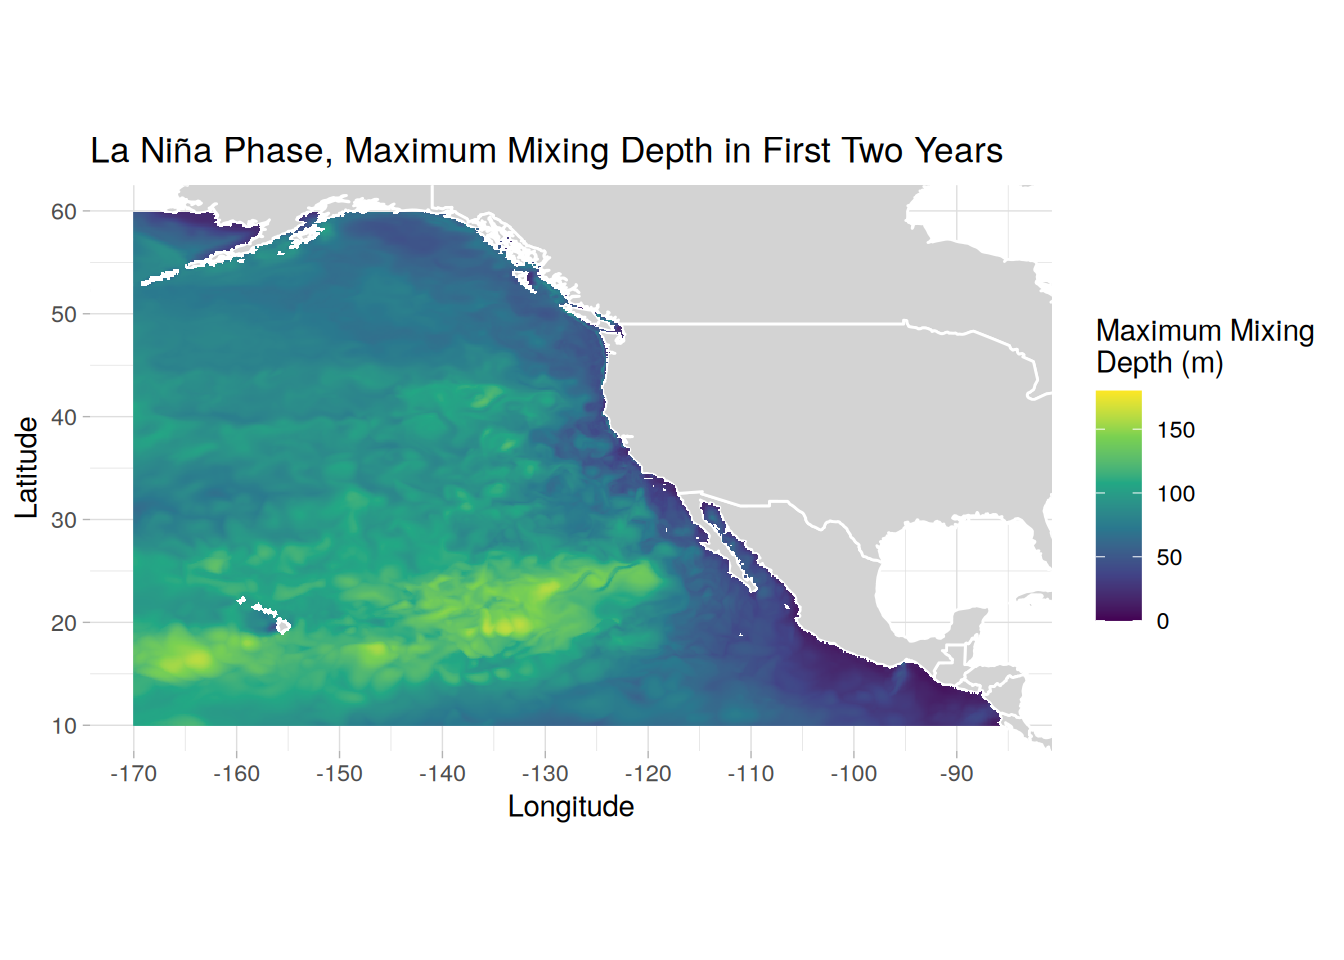 La Niña Phase, Maximum Mixing Depth in First Two Years
60
50
40
30
20
10
Latitude
-170 -160 -150 -140 -130 -120 -110 -100 -90
Longitude
Maximum Mixing
Depth (m)
150
100
50
0